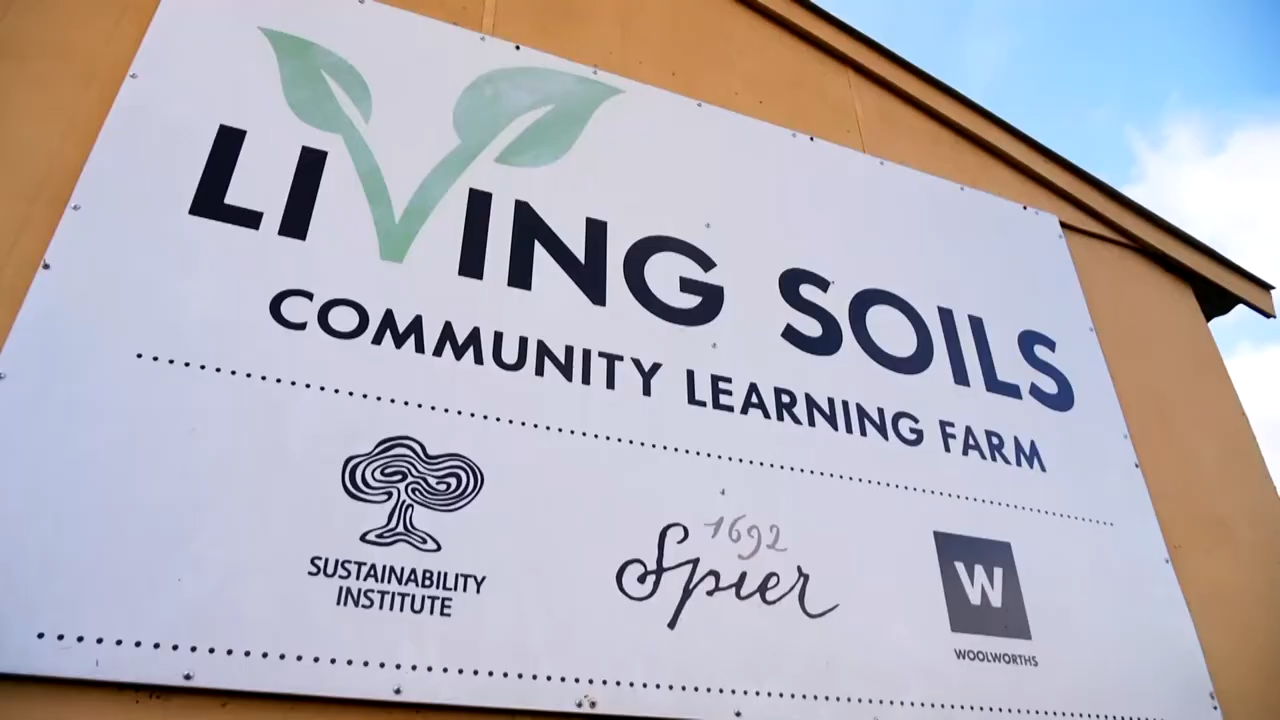 LIVING SOILS
COMMUNITY LEARNING FARM
SUSTAINABILITY
INSTITUTE
1692
Spier
W
WOOLWORTHS